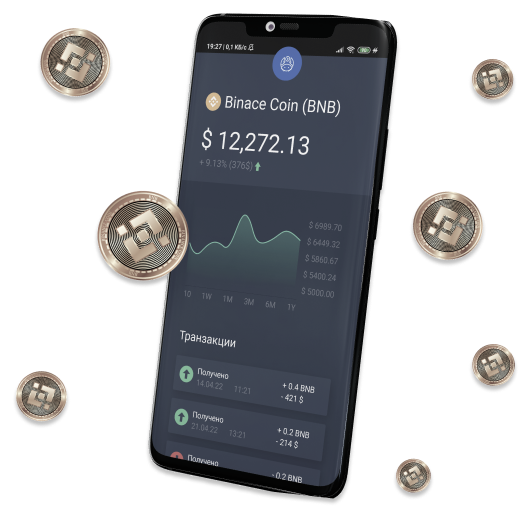 19:27 | 0,1 Кб/с
Binace Coin (BNB)
$ 12,272.13
+ 9.13% (376$)
$ 6989.70
$ 6449.32
$ 5860.67
$ 5400.24
$ 5000.00
1D 1W 1M 3M 6M 1Y
Транзакции
Получено + 0.4 BNB
14.04.22 11:21 - 421 $
Получено + 0.2 BNB
21.04.22 13:21 - 214 $
Получено - 0.2 BNB